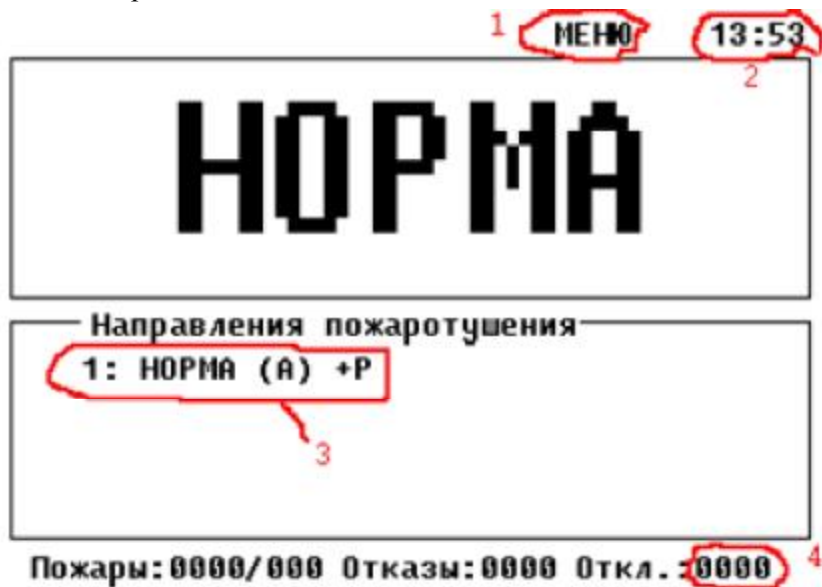 1 МЕНЮ 13:53
2
НОРМА
Направления пожаротушения
1: НОРМА (А) +Р
3
Пожары:0000/000 Отказы:0000 Откл.:0000 4